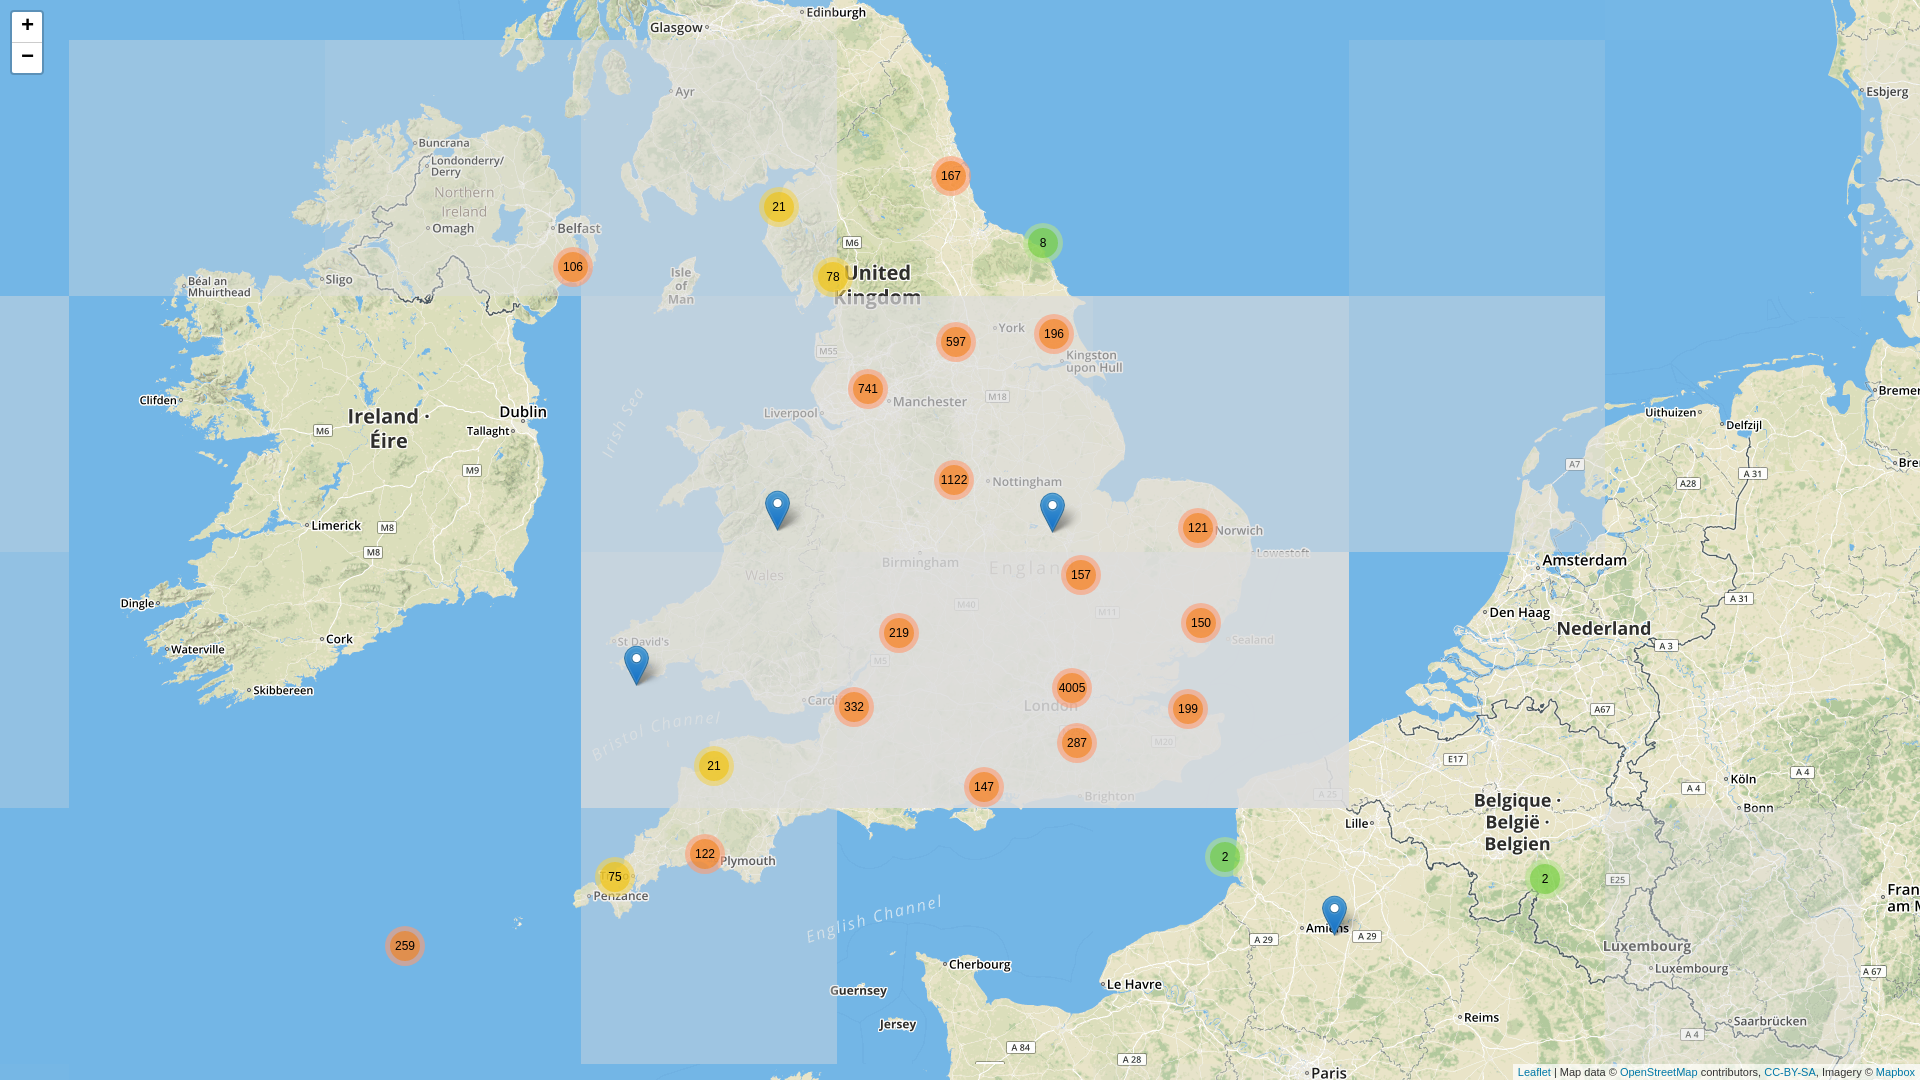 +
−
Edinburgh
Glasgow
Ayr
Esbjerg
Buncrana
Londonderry/
Derry
Northern
Ireland
Omagh
Belfast
167
21
M6
8
106
78
United
Kingdom
Isle
of
Man
Sligo
Béal an
Mhuirthead
York
196
597
M55
Kingston
upon Hull
741
Manchester
M18
Liverpool
Irish Sea
Clifden
Ireland ·
Éire
M6
Dublin
Tallaght
M9
Uithuizen
Delfzijl
A7
A 31
A28
1122
Nottingham
121
Norwich
Lowestoft
Limerick
M8
M8
Birmingham
Wales
157
M40
M11
Amsterdam
A 31
Den Haag
Nederland
A 3
Dingle
Cork
Waterville
Skibbereen
219
150
Sealand
St David's
M5
4005
London
199
332
287
M20
Bristol Channel
A67
E17
21
147
Brighton
A 25
Köln
A 4
A 4
Bonn
Belgique ·
België ·
Belgien
Lille
122
Plymouth
75
Penzance
2
2
E25
Amiens
A 29
A 29
English Channel
259
Luxembourg
Luxembourg
A 67
Cherbourg
Le Havre
Guernsey
Jersey
Reims
Saarbrücken
A 4
A 84
A 28
Paris
Leaflet | Map data © OpenStreetMap contributors, CC-BY-SA, Imagery © Mapbox